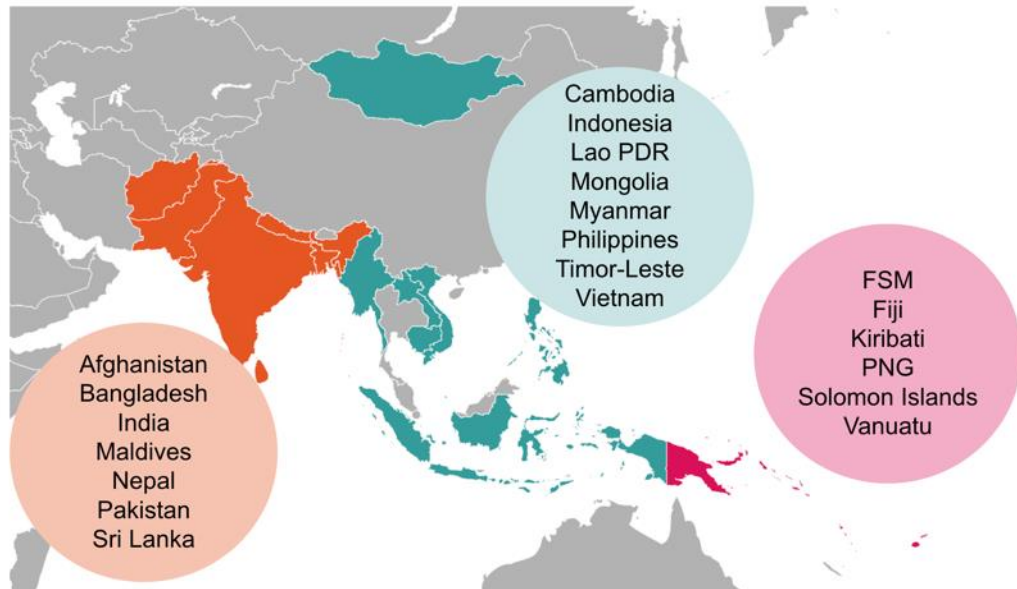 Cambodia
Indonesia
Lao PDR
Mongolia
Myanmar
Philippines
Timor-Leste
Vietnam
FSM
Fiji
Kiribati
PNG
Solomon Islands
Vanuatu
Afghanistan
Bangladesh
India
Maldives
Nepal
Pakistan
Sri Lanka